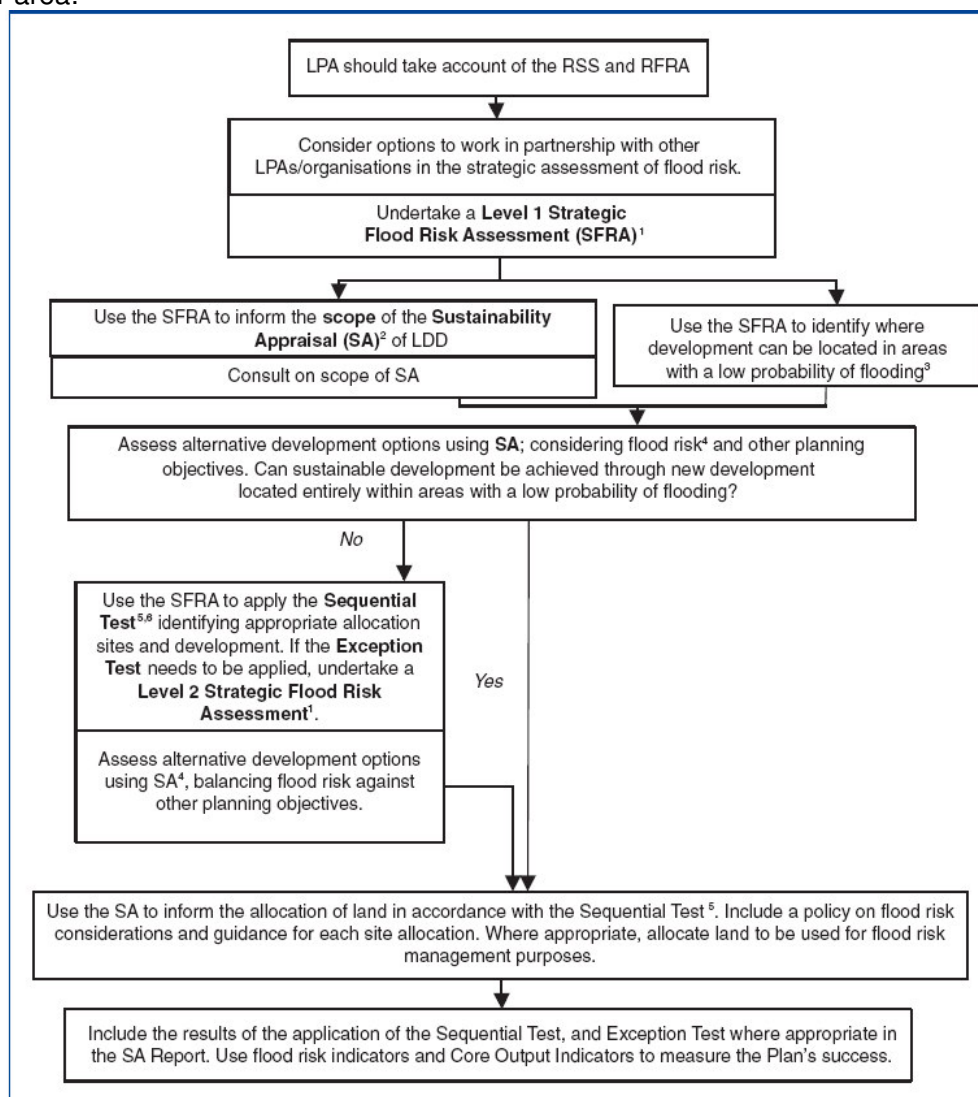 area.
LPA should take account of the RSS and RFRA
Consider options to work in partnership with other
LPAs/organisations in the strategic assessment of flood risk.
Undertake a Level 1 Strategic
Flood Risk Assessment (SFRA)¹
Use the SFRA to inform the scope of the Sustainability
Appraisal (SA)² of LDD
Consult on scope of SA
Use the SFRA to identify where
development can be located in areas
with a low probability of flooding³
Assess alternative development options using SA; considering flood risk⁴ and other planning
objectives. Can sustainable development be achieved through new development
located entirely within areas with a low probability of flooding?
No
Use the SFRA to apply the Sequential
Test⁵,⁶ identifying appropriate allocation
sites and development. If the
Exception
Test needs to be applied, undertake a
Level 2 Strategic Flood Risk
Assessment¹.
Yes
Assess alternative development options
using SA⁴, balancing flood risk against
other planning objectives.
Use the SA to inform the allocation of land in accordance with the Sequential Test ⁵. Include a policy on flood risk
considerations and guidance for each site allocation. Where appropriate, allocate land to be used for flood risk
management purposes.
Include the results of the application of the Sequential Test, and Exception Test where appropriate in
the SA Report. Use flood risk indicators and Core Output Indicators to measure the Plan's success.